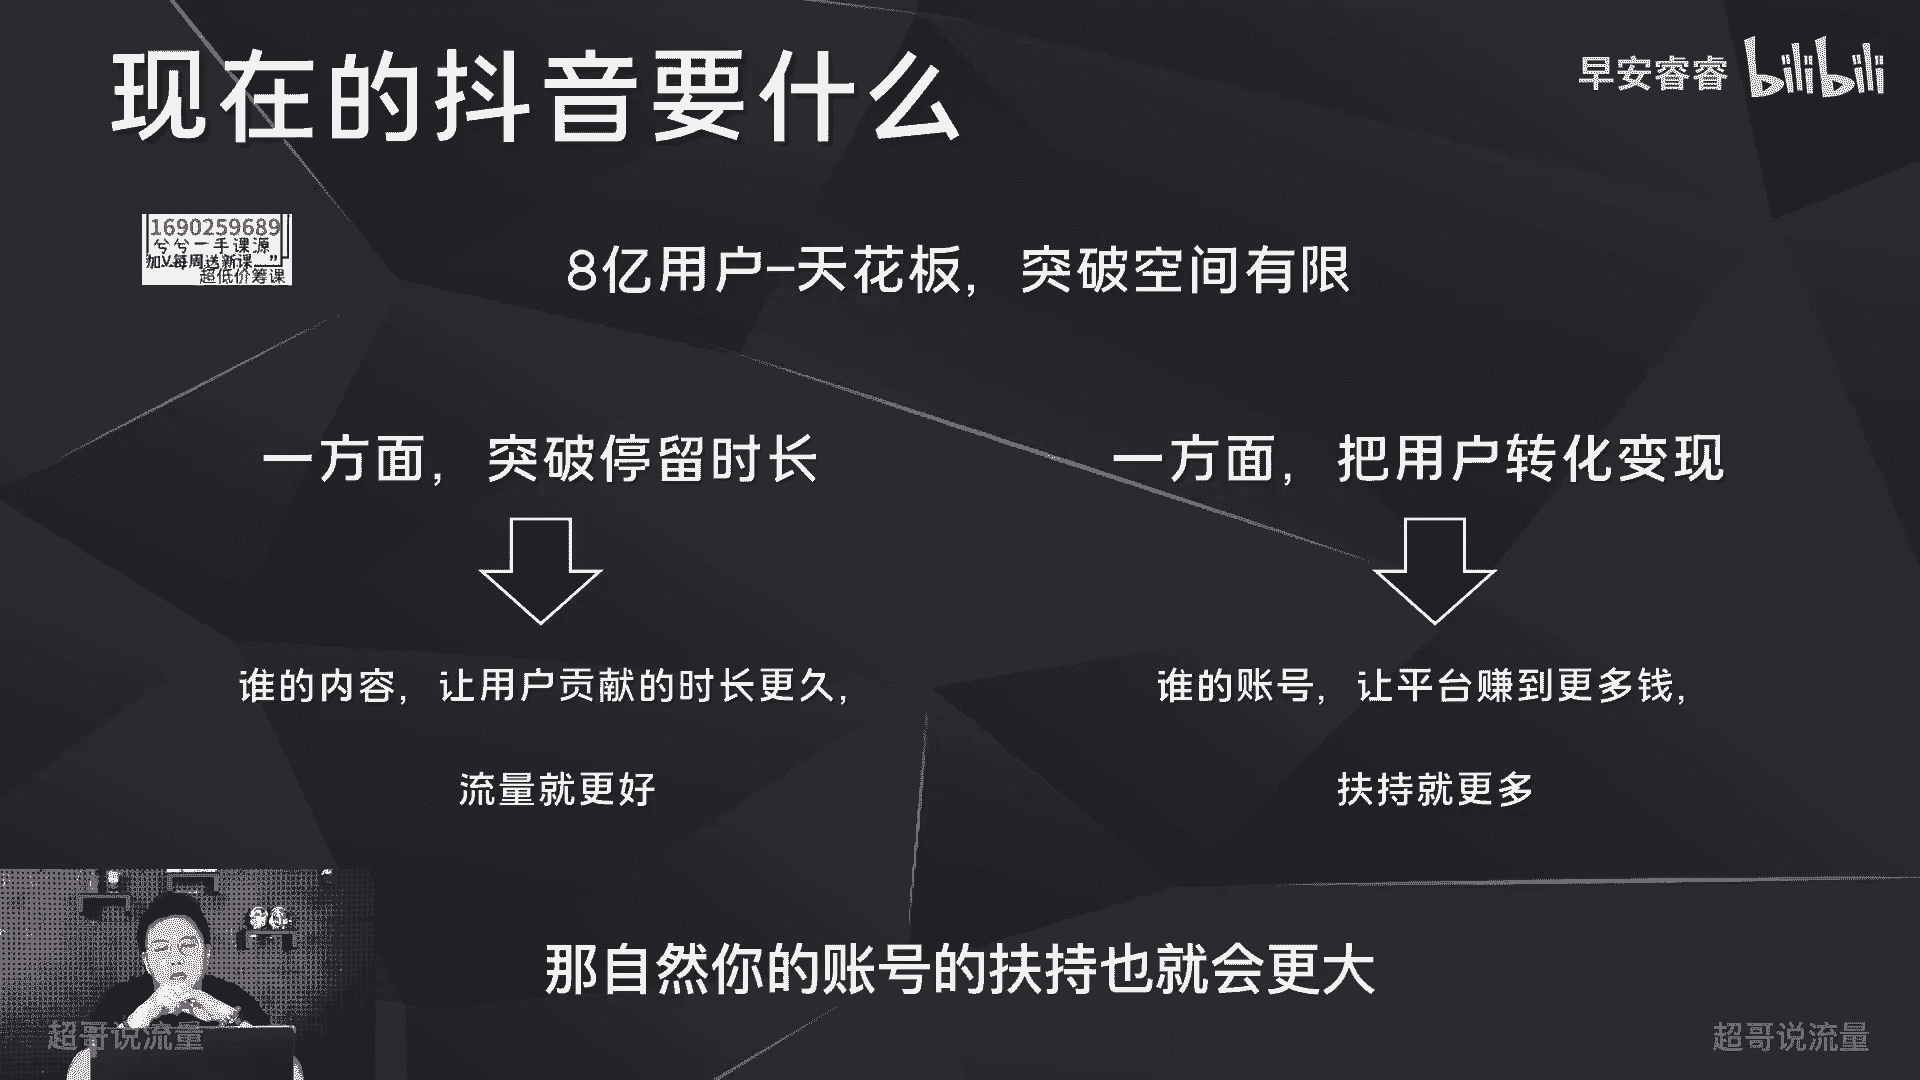 现在的抖音要什么
早安睿睿 bilibili
1690259689
兮兮一手课源
加V每周送新课
超低价筹课
8亿用户-天花板，突破空间有限
一方面，突破停留时长
一方面，把用户转化变现
谁的内容，让用户贡献的时长更久，
流量就更好
谁的账号，让平台赚到更多钱，
扶持就更多
那自然你的账号的扶持也就会更大
超哥说流量
超哥说流量